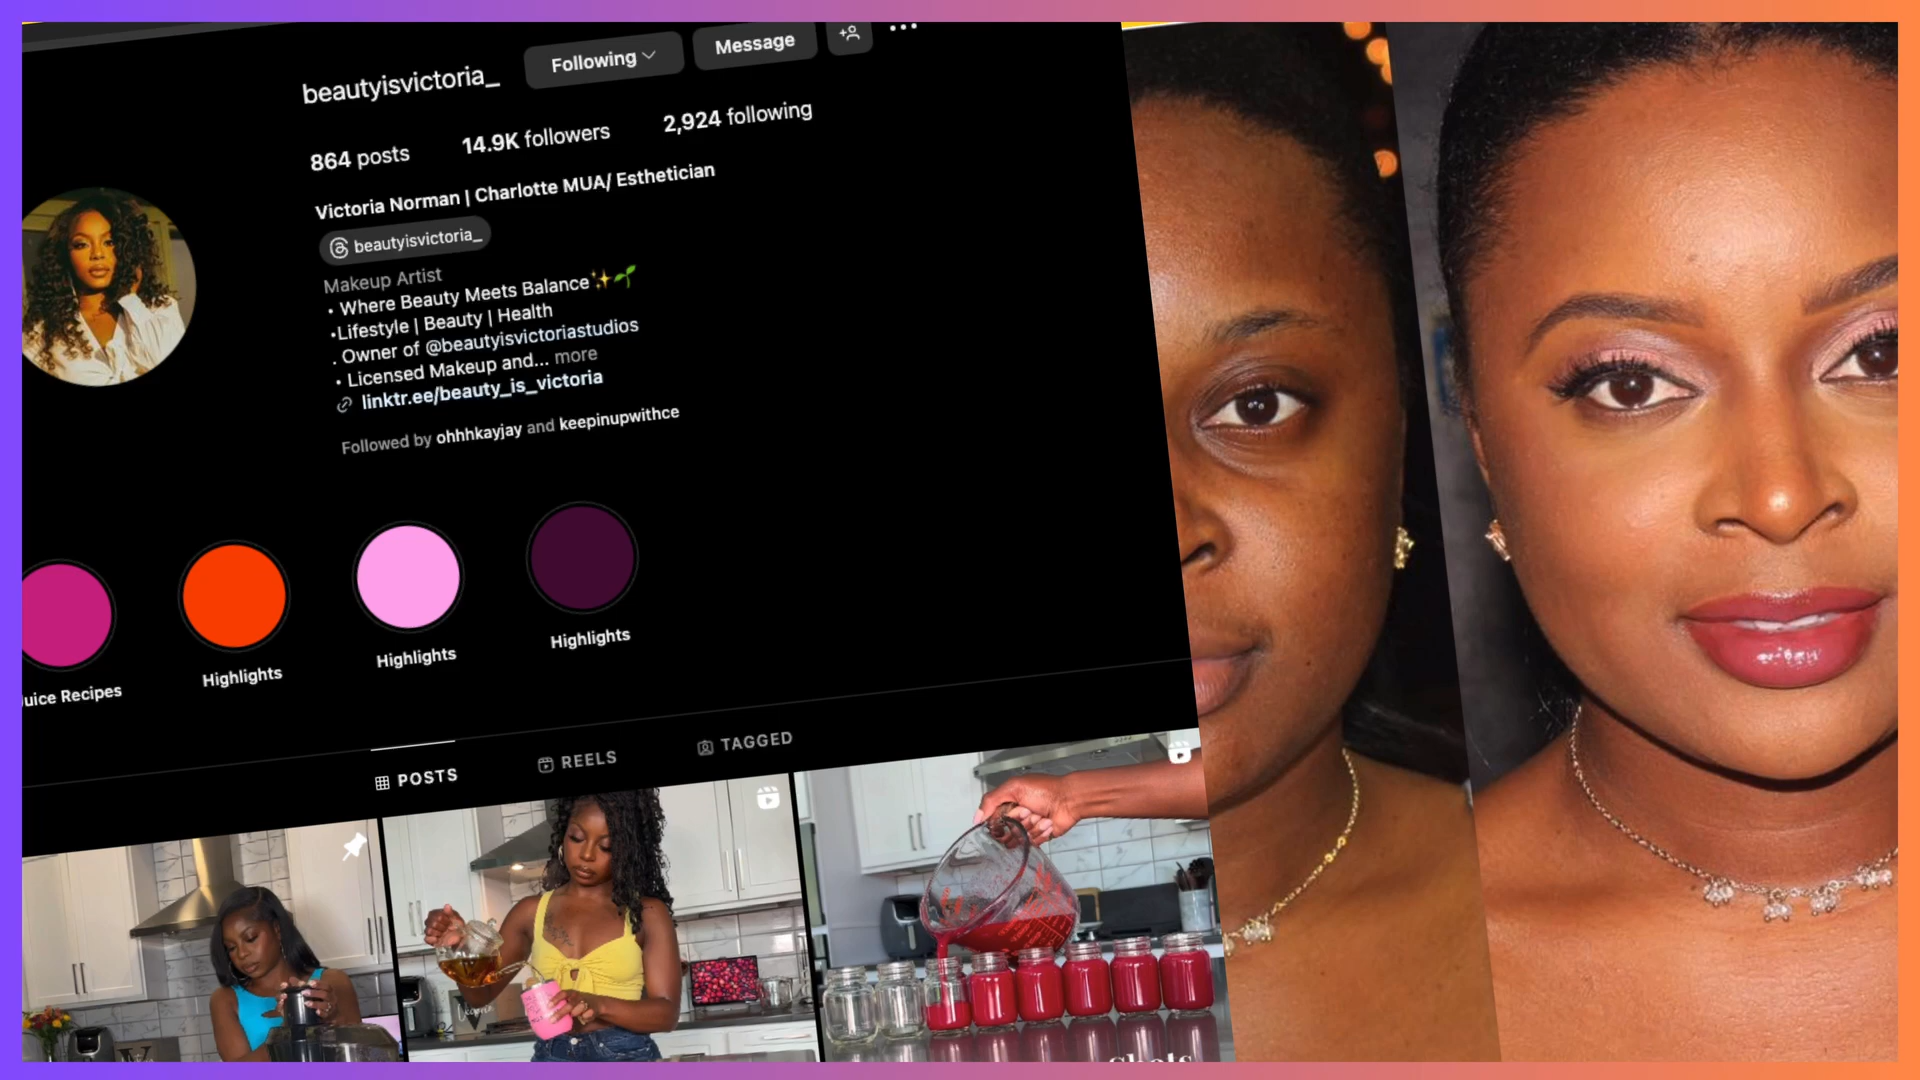 beautyisvictoria_
Following
Message
864 posts
14.9K followers
2,924 following
Victoria Norman | Charlotte MUA/ Esthetician
beautyisvictoria_
Makeup Artist
• Where Beauty Meets Balance✨🌱
•Lifestyle | Beauty | Health
. Owner of @beautyisvictoriastudios
• Licensed Makeup and... more
linktr.ee/beauty_is_victoria
Followed by ohhhkayjay and keepinupwithce
uice Recipes
Highlights
Highlights
Highlights
POSTS
REELS
TAGGED
Shots